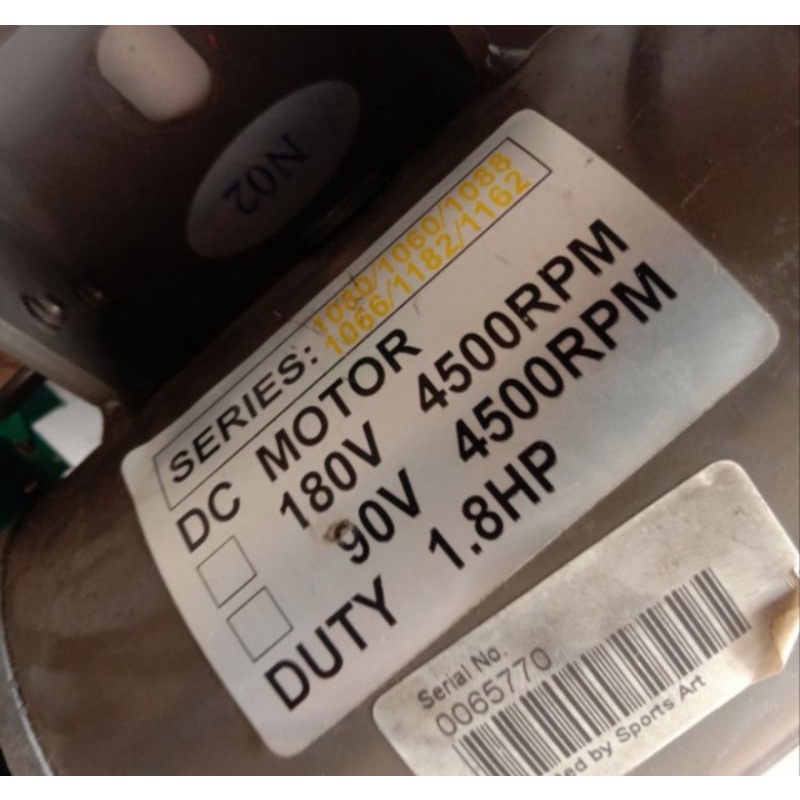 N02
SERIES: 1050/1060/1088
1066/1182/1162
DC MOTOR
180V 4500RPM
90V 4500RPM
DUTY 1.8HP
Serial No.
0065770
by Sports Art